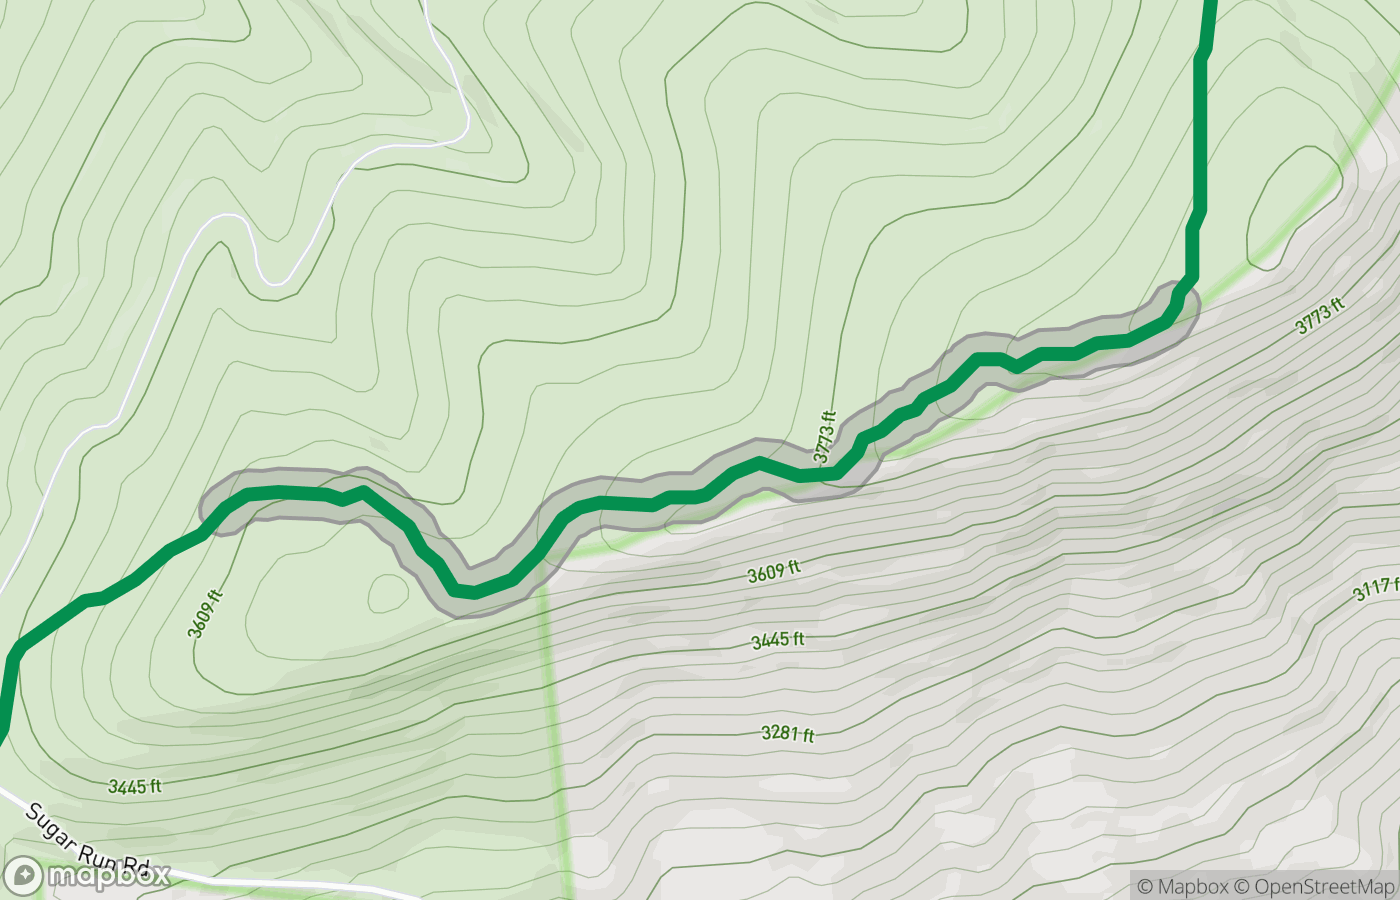 3773 ft
3773 ft
3609 ft
3117 f
3609 ft
3445 ft
3281 ft
3445 ft
Sugar Run Rd
mapbox
© Mapbox © OpenStreetMap